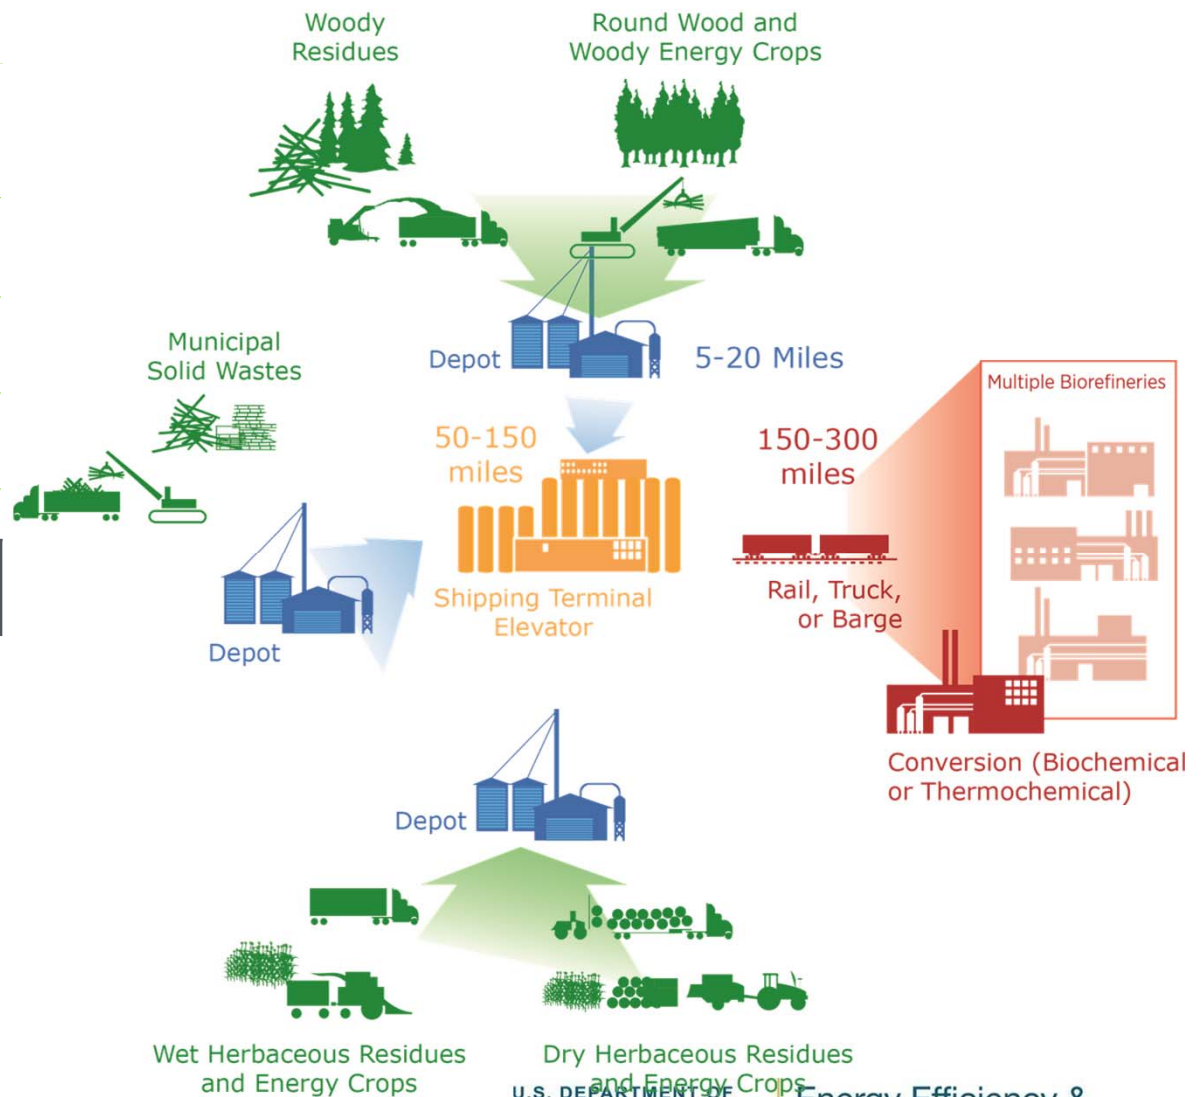 Woody
Residues
Round Wood and
Woody Energy Crops
Depot
5-20 Miles
Municipal
Solid Wastes
50-150
miles
150-300
miles
Multiple Biorefineries
Shipping Terminal
Elevator
Rail, Truck,
or Barge
Depot
Conversion (Biochemical
or Thermochemical)
Depot
Wet Herbaceous Residues
and Energy Crops
Dry Herbaceous Residues
and Energy Crops
U.S. DEPARTMENT OF
Energy Efficiency &